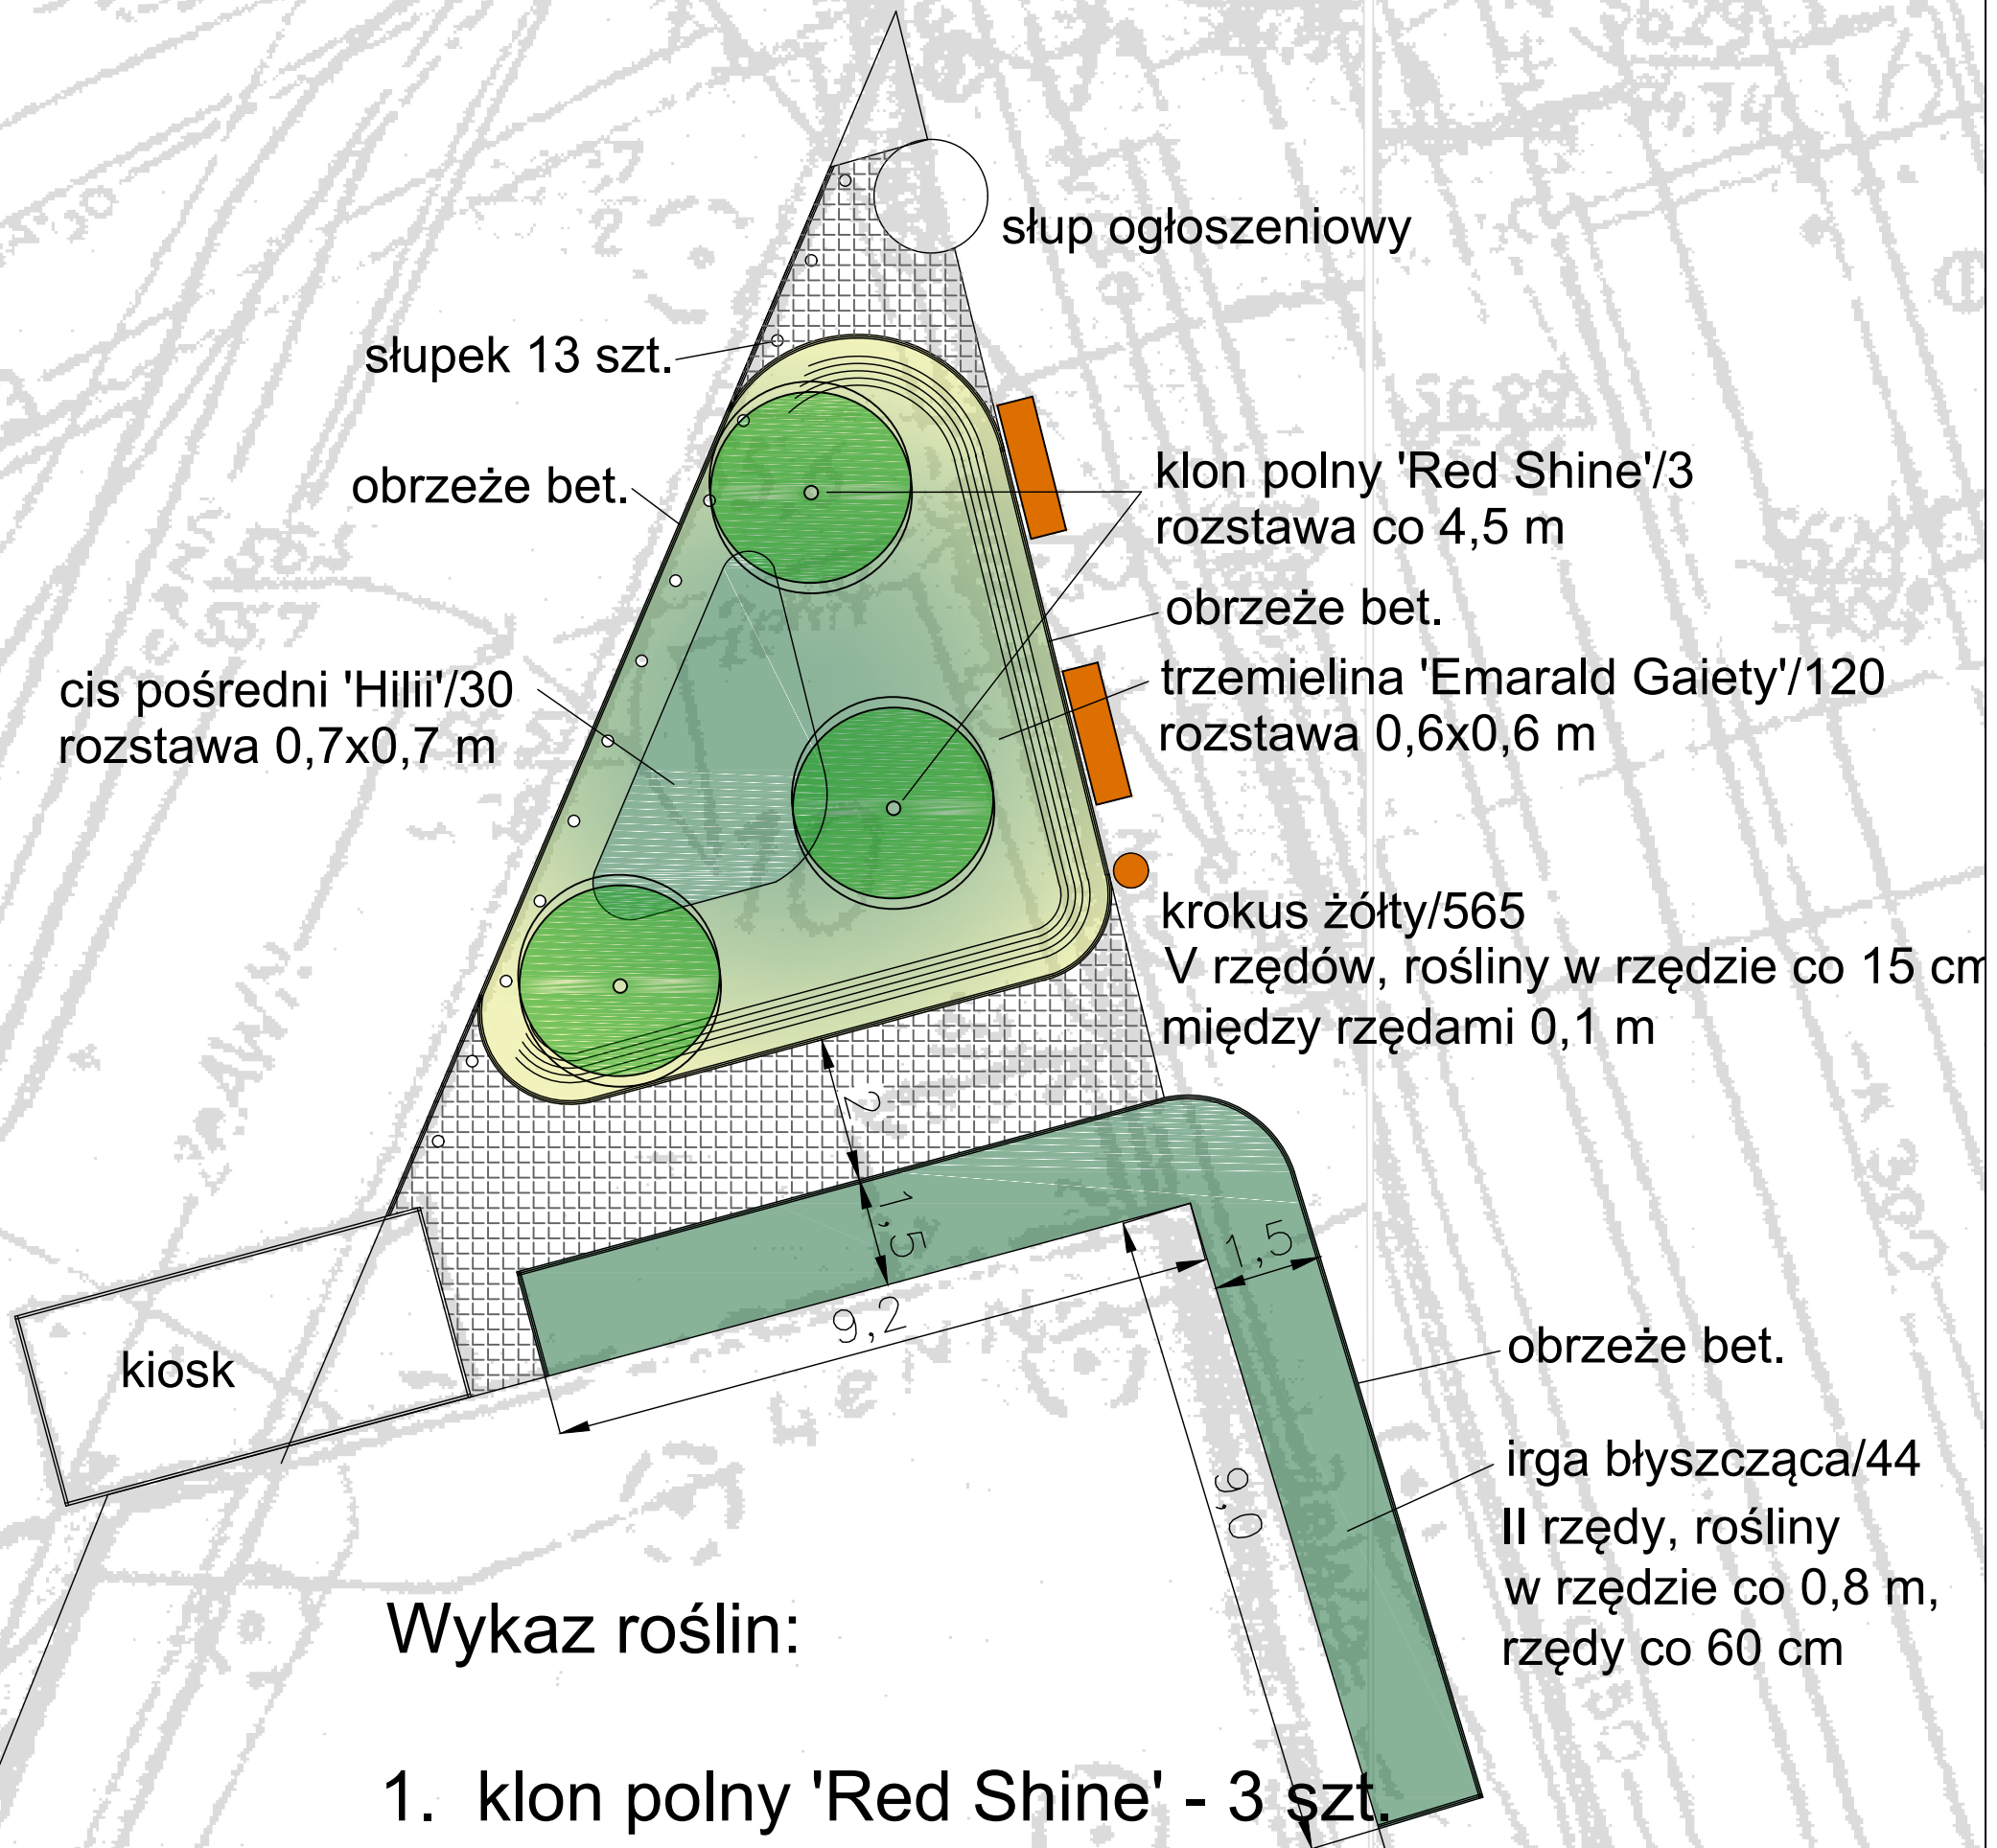 słup ogłoszeniowy
słupek 13 szt.
obrzeże bet.
klon polny 'Red Shine'/3
rozstawa co 4,5 m
obrzeże bet.
cis pośredni 'Hilii'/30
rozstawa 0,7x0,7 m
trzemielina 'Emarald Gaiety'/120
rozstawa 0,6x0,6 m
krokus żółty/565
V rzędów, rośliny w rzędzie co 15 cm
między rzędami 0,1 m
2
1,5
1,5
9,2
9,0
kiosk
obrzeże bet.
irga błyszcząca/44
II rzędy, rośliny
w rzędzie co 0,8 m,
rzędy co 60 cm
Wykaz roślin:
1. klon polny 'Red Shine' - 3 szt.